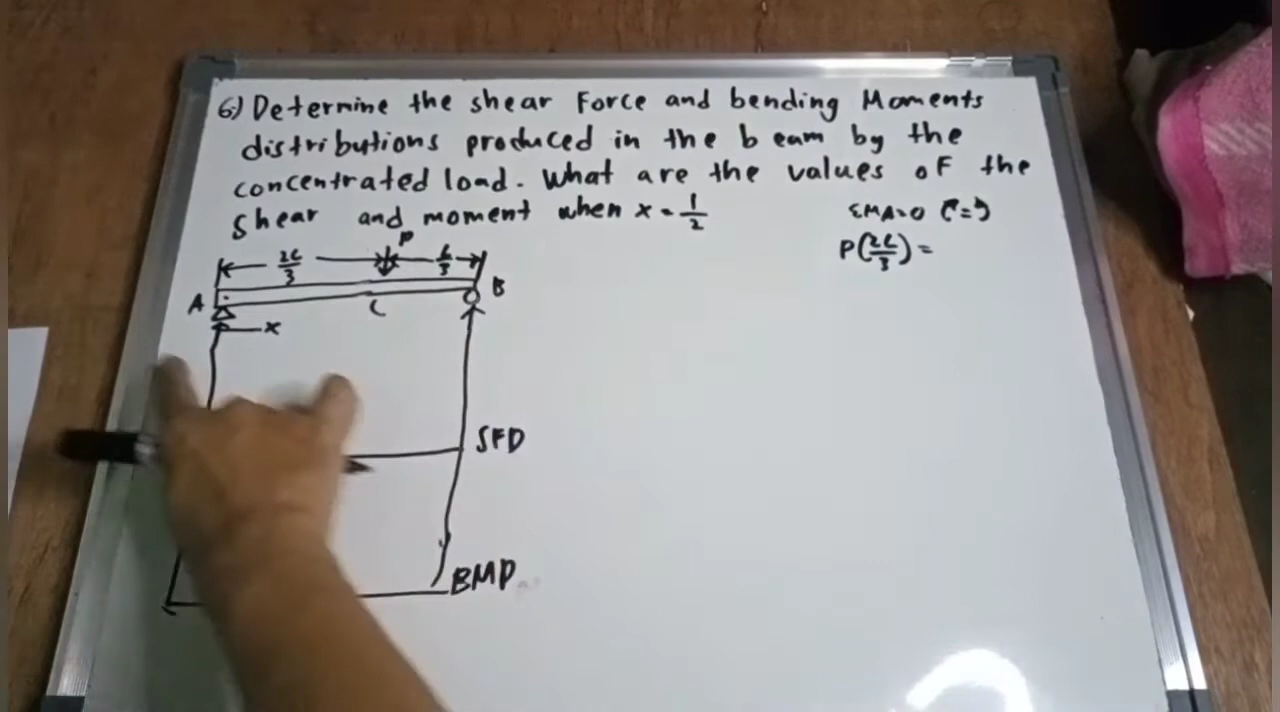 6.) Determine the shear Force and bending Moments
distributions produced in the beam by the
concentrated load. What are the values of the
shear and moment when x = 1/2
ΣMA=0
P(2L/3) =
P
2L/3
L/3
A
B
x
SFD
BMD